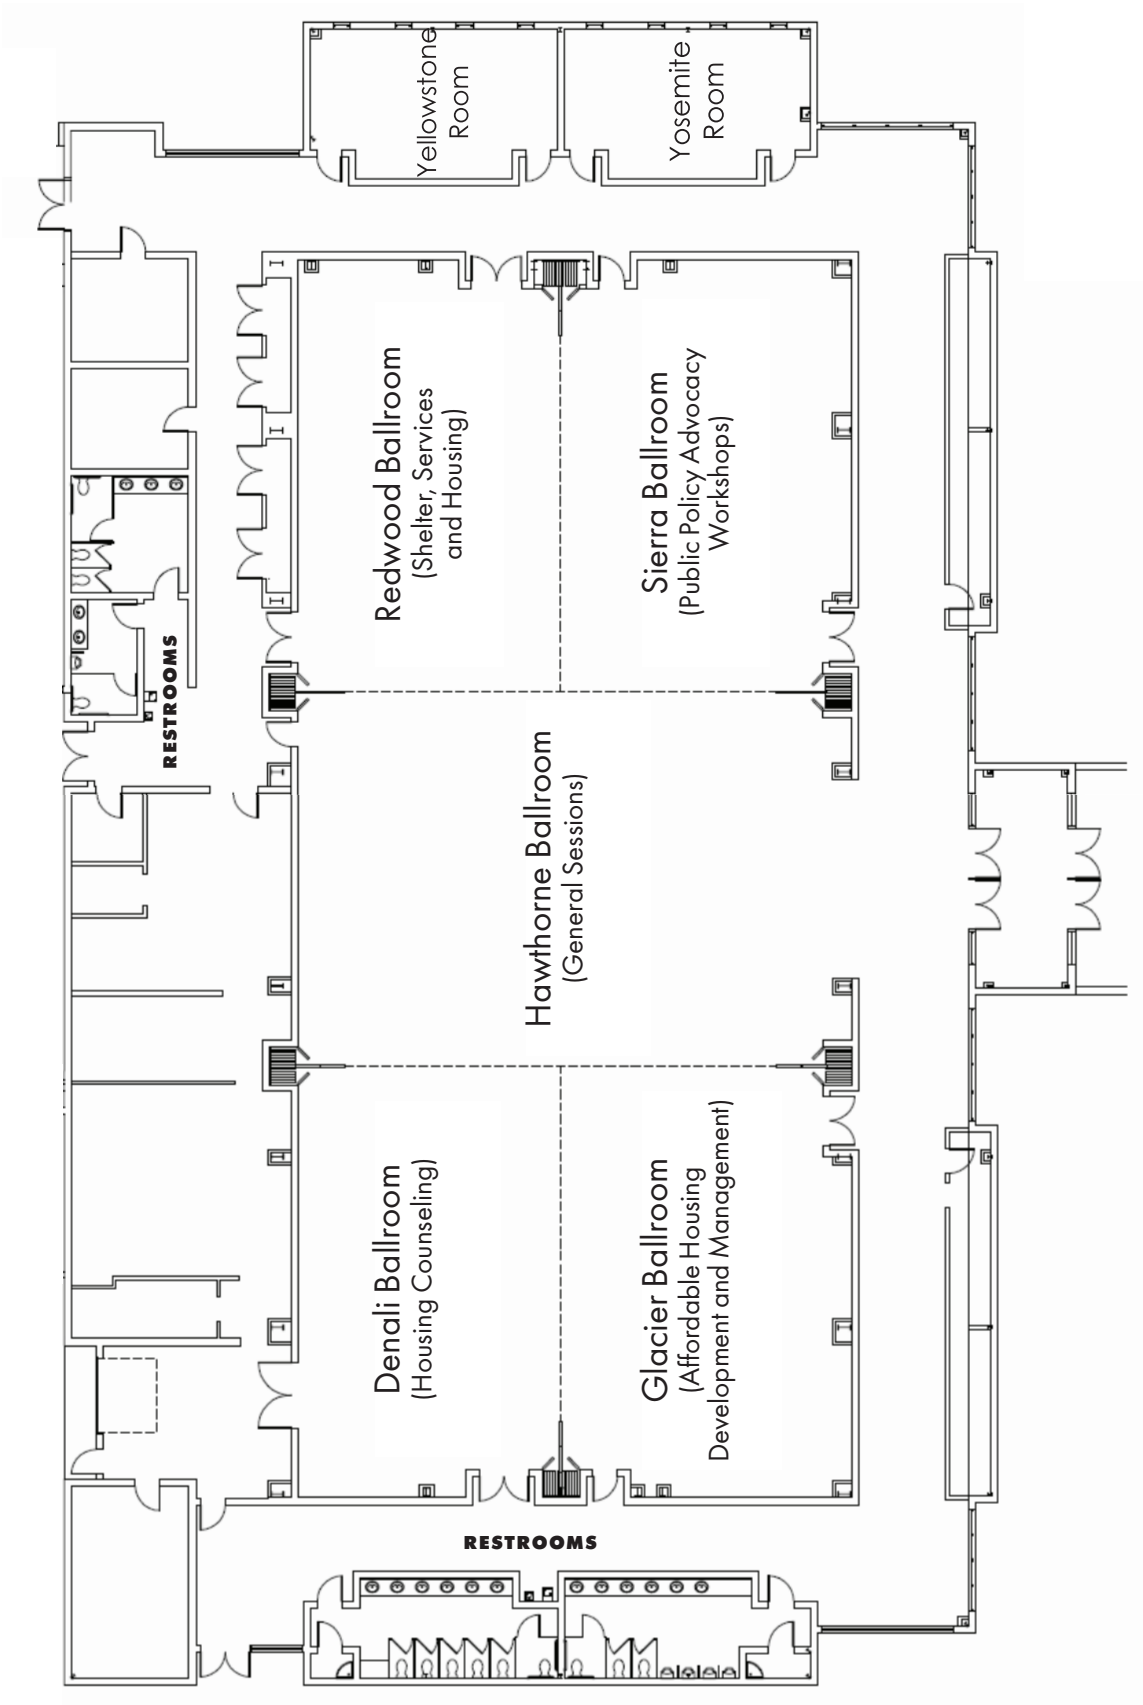 Yellowstone
Room
Yosemite
Room
Redwood Ballroom
(Shelter, Services
and Housing)
Sierra Ballroom
(Public Policy Advocacy
Workshops)
RESTROOMS
Hawthorne Ballroom
(General Sessions)
Denali Ballroom
(Housing Counseling)
Glacier Ballroom
(Affordable Housing
Development and Management)
RESTROOMS